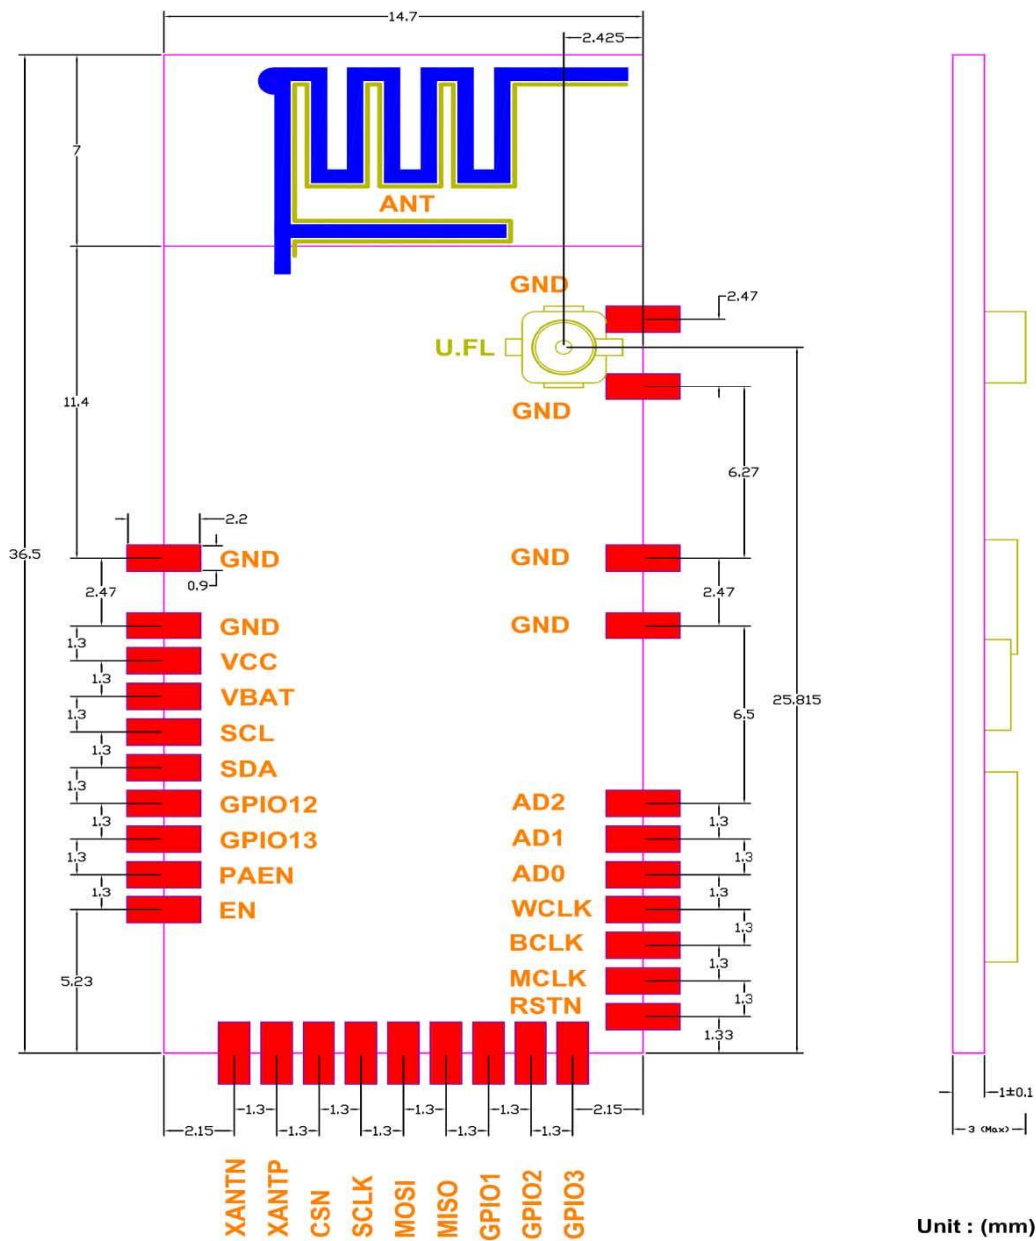 14.7
2.425
7
ANT
GND
2.47
U.FL
GND
11.4
6.27
2.2
36.5
GND
0.9
GND
2.47
2.47
GND
GND
1.3
VCC
1.3
VBAT
25.815
1.3
6.5
SCL
1.3
SDA
1.3
GPIO12
AD2
1.3
1.3
GPIO13
AD1
1.3
1.3
PAEN
AD0
1.3
1.3
EN
WCLK
1.3
BCLK
1.3
5.23
MCLK
1.3
RSTN
1.33
1±0.1
1.3
1.3
1.3
1.3
2.15
2.15
1.3
1.3
1.3
1.3
3 (Max)
XANTN
XANTP
CSN
SCLK
MOSI
MISO
GPIO1
GPIO2
GPIO3
Unit : (mm)